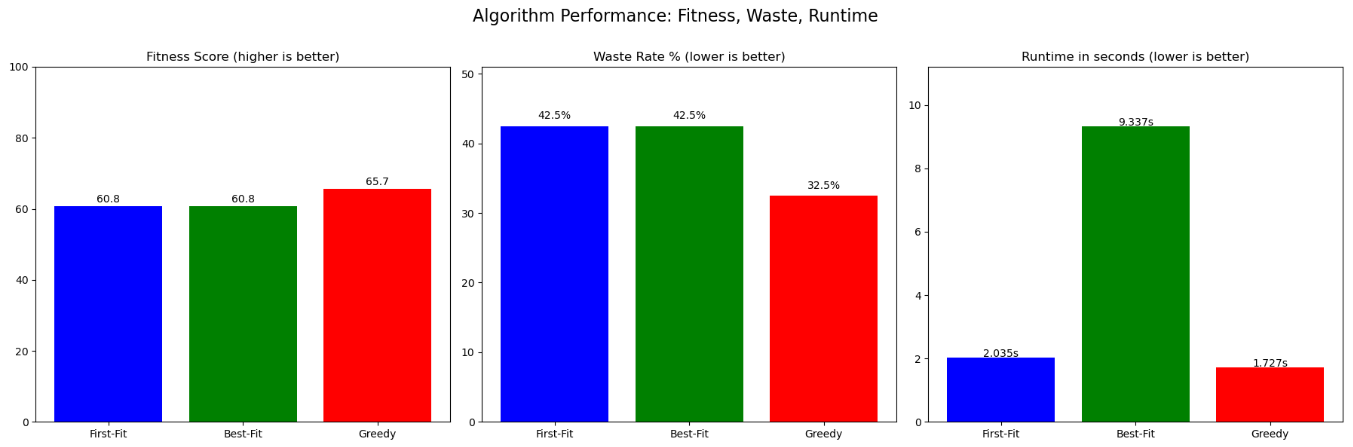 Algorithm Performance: Fitness, Waste, Runtime
Fitness Score (higher is better)
100
80
60
40
20
0
60.8
60.8
65.7
First-Fit
Best-Fit
Greedy
Waste Rate % (lower is better)
50
40
30
20
10
0
42.5%
42.5%
32.5%
First-Fit
Best-Fit
Greedy
Runtime in seconds (lower is better)
10
8
6
4
2
0
2.035s
9.337s
1.727s
First-Fit
Best-Fit
Greedy